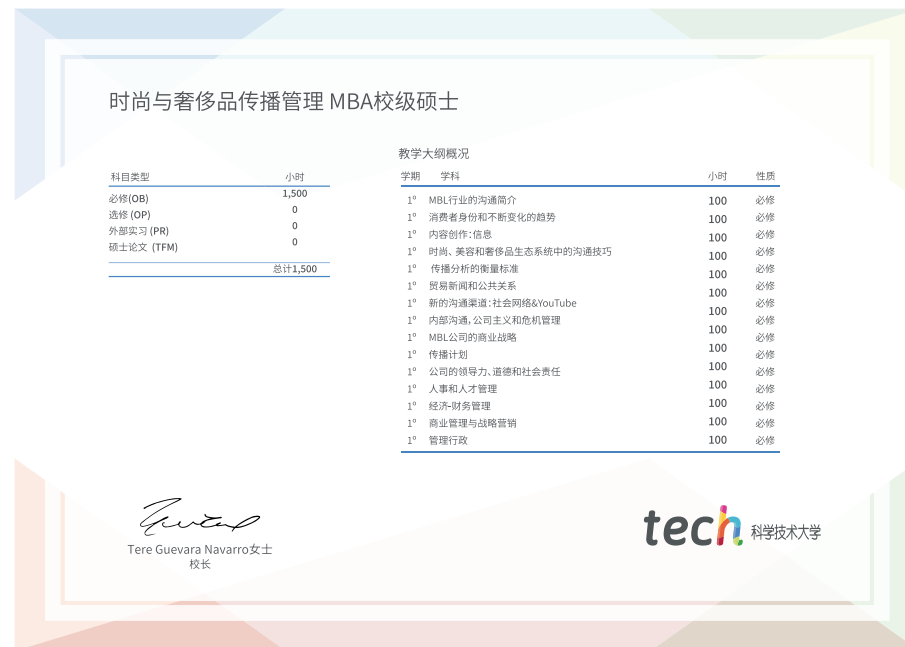 时尚与奢侈品传播管理 MBA校级硕士
科目类型 小时
必修(OB) 1,500
选修 (OP) 0
外部实习 (PR) 0
硕士论文 (TFM) 0
总计1,500
教学大纲概况
学期 学科 小时 性质
1º MBL行业的沟通简介 100 必修
1º 消费者身份和不断变化的趋势 100 必修
1º 内容创作：信息 100 必修
1º 时尚、美容和奢侈品生态系统中的沟通技巧 100 必修
1º 传播分析的衡量标准 100 必修
1º 贸易新闻和公共关系 100 必修
1º 新的沟通渠道：社会网络&YouTube 100 必修
1º 内部沟通，公司主义和危机管理 必修
1º MBL公司的商业战略 100 必修
1º 传播计划 100 必修
1º 公司的领导力、道德和社会责任 100 必修
1º 人事和人才管理 100 必修
1º 经济-财务管理 100 必修
1º 商业管理与战略营销 100 必修
1º 管理行政 100 必修
Tere Guevara Navarro女士
校长
tech 科学技术大学